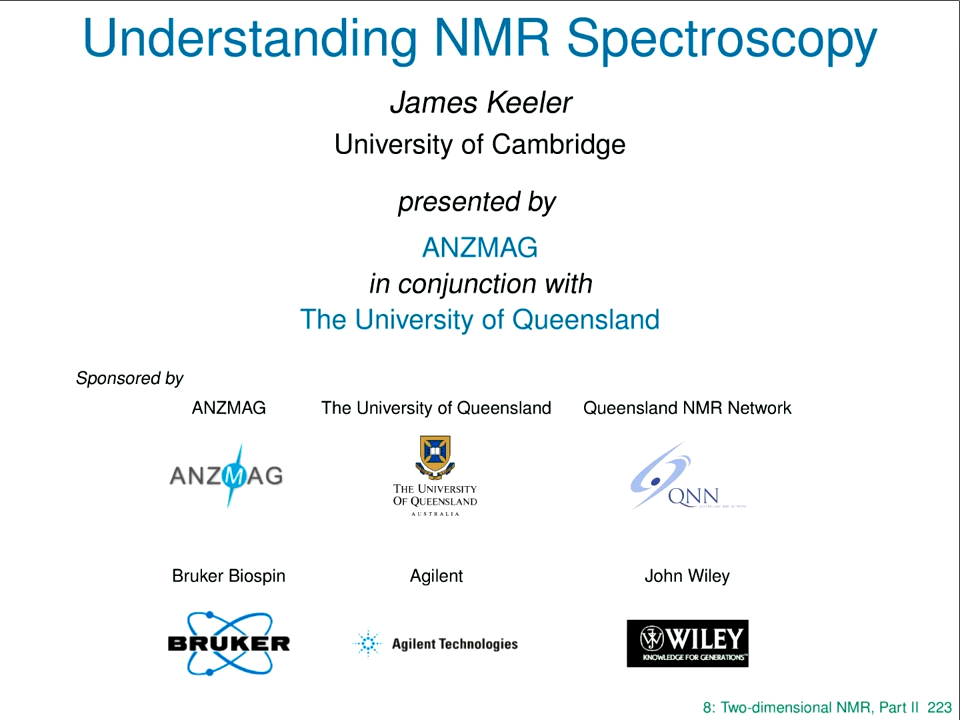 Understanding NMR Spectroscopy
James Keeler
University of Cambridge
presented by
ANZMAG
in conjunction with
The University of Queensland
Sponsored by
ANZMAG The University of Queensland Queensland NMR Network
ANZMAG
THE UNIVERSITY
OF QUEENSLAND
AUSTRALIA
QNN
Bruker Biospin Agilent John Wiley
BRUKER
Agilent Technologies
WILEY
KNOWLEDGE FOR GENERATIONS™
8: Two-dimensional NMR, Part II 223